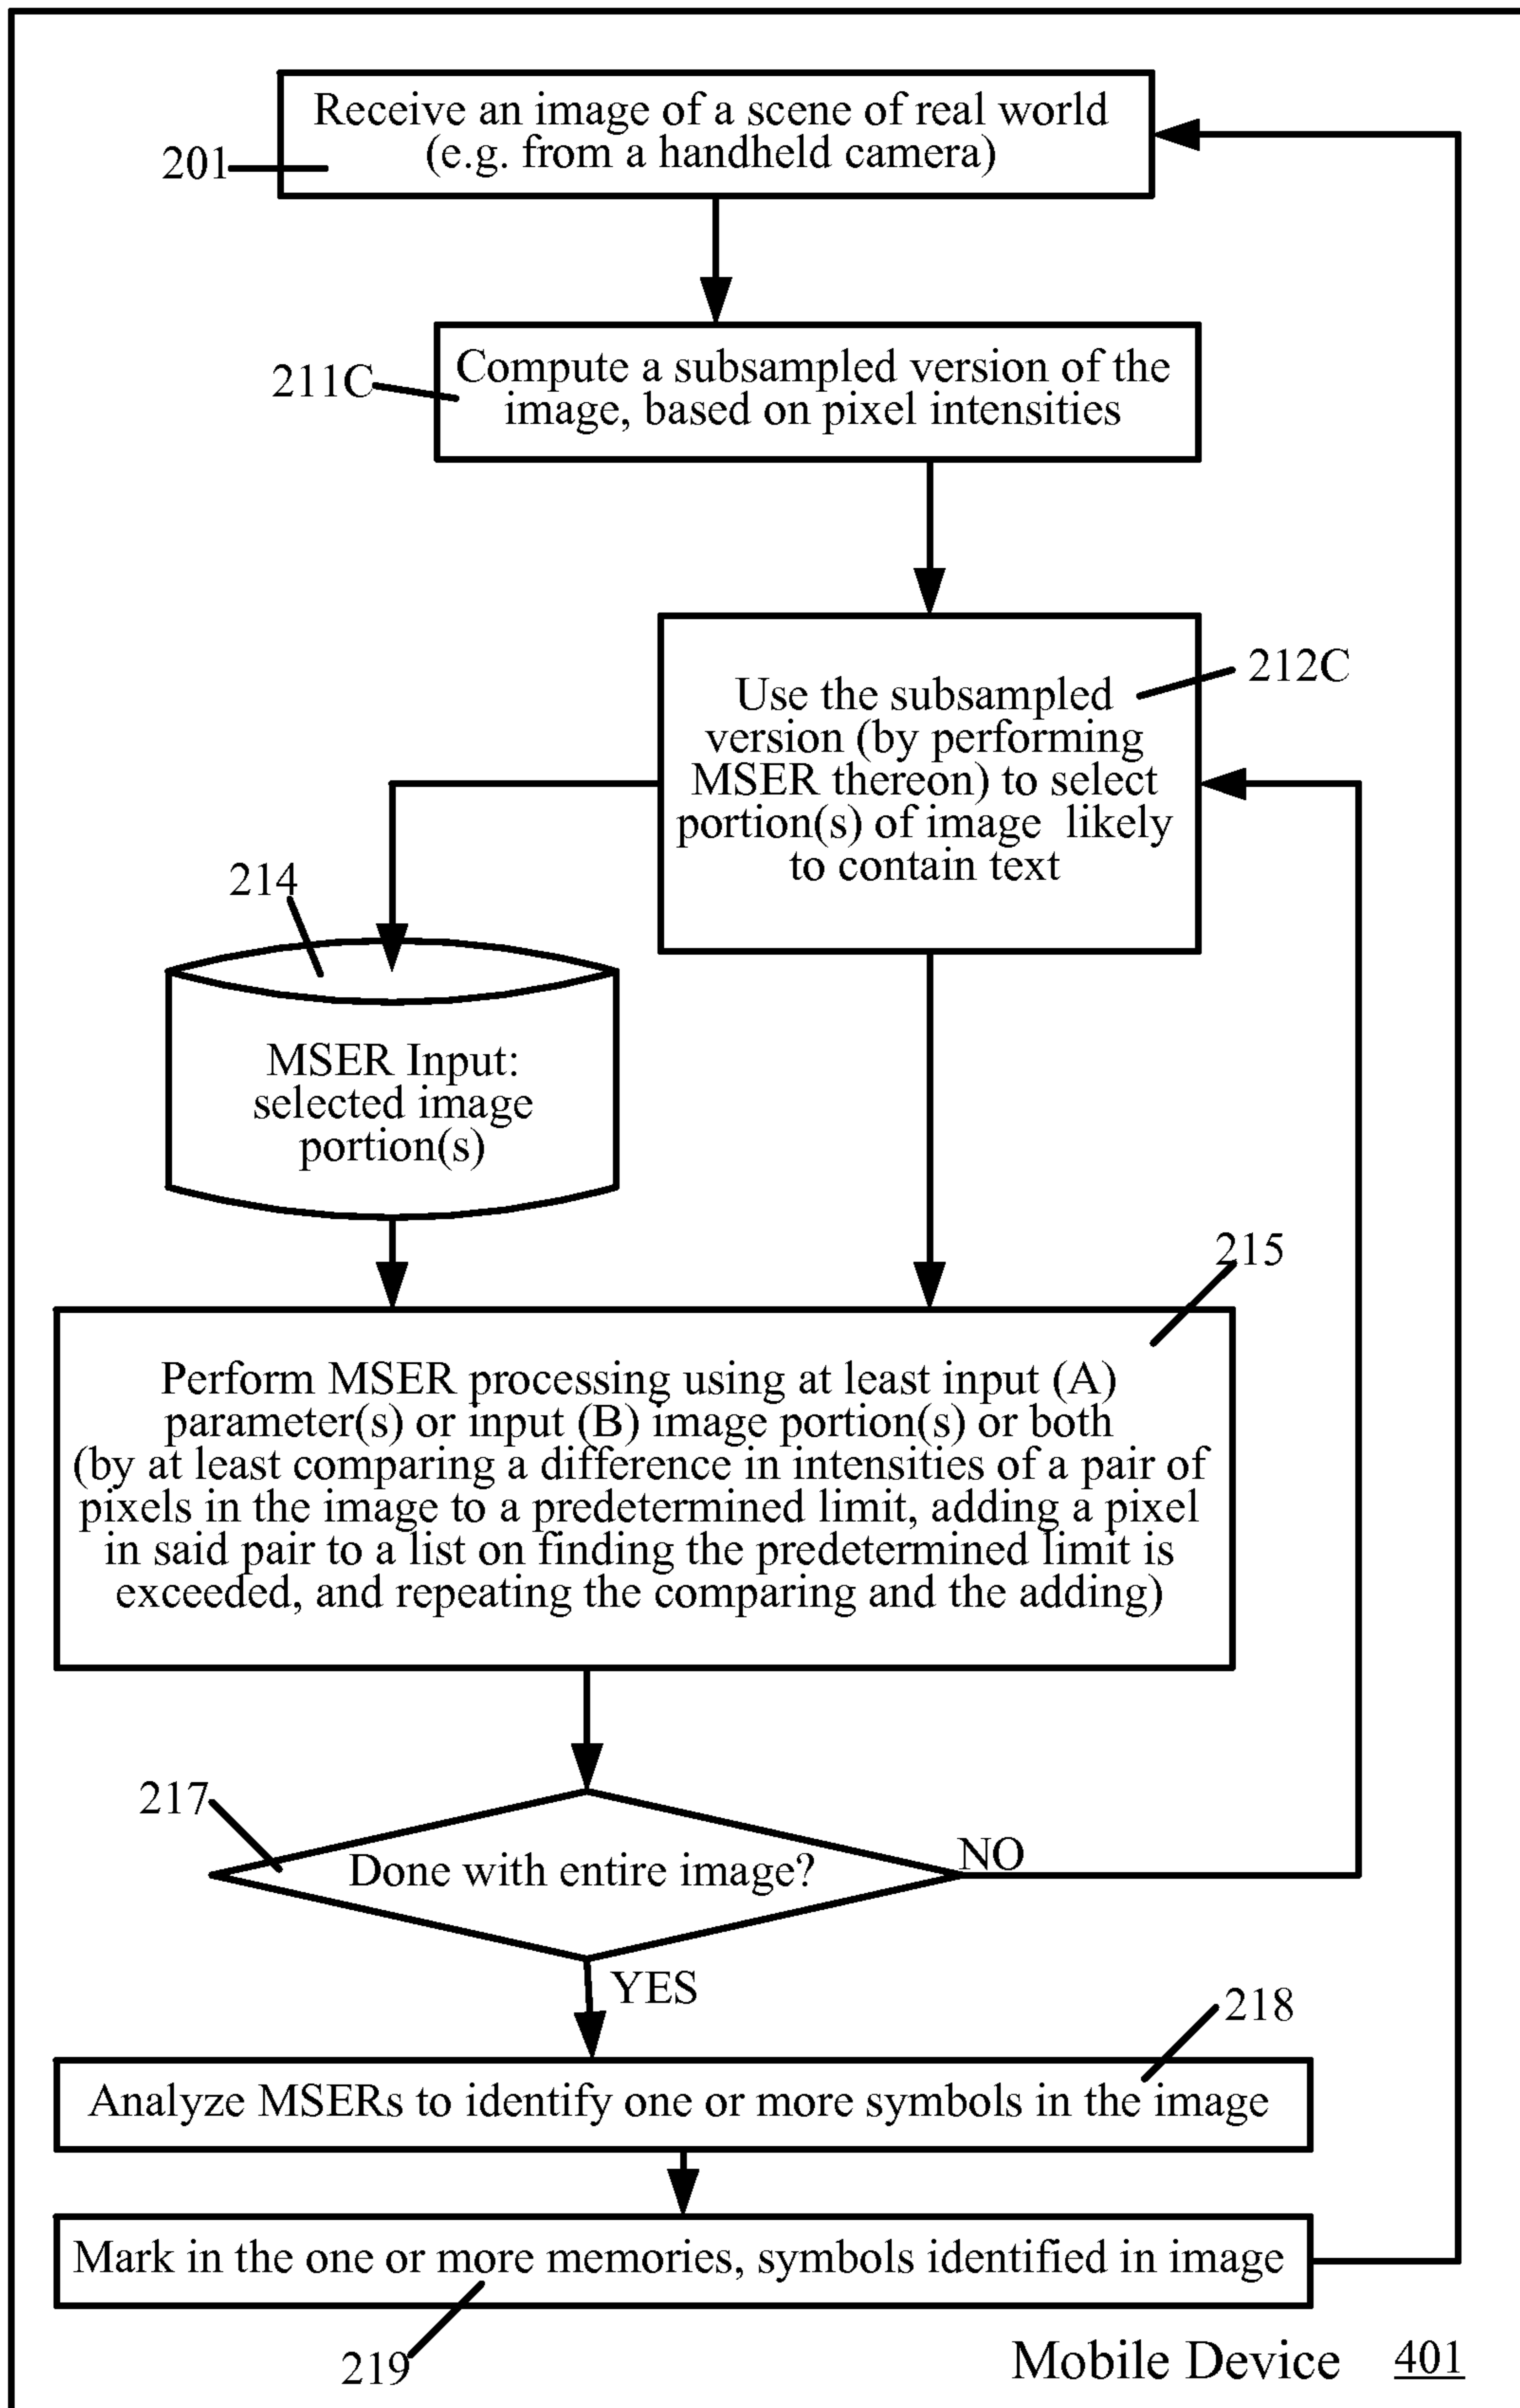 Receive an image of a scene of real world
(e.g. from a handheld camera)
201
211C
Compute a subsampled version of the
image, based on pixel intensities
212C
Use the subsampled
version (by performing
MSER thereon) to select
portion(s) of image likely
to contain text
214
MSER Input:
selected image
portion(s)
215
Perform MSER processing using at least input (A)
parameter(s) or input (B) image portion(s) or both
(by at least comparing a difference in intensities of a pair of
pixels in the image to a predetermined limit, adding a pixel
in said pair to a list on finding the predetermined limit is
exceeded, and repeating the comparing and the adding)
217
Done with entire image?
NO
YES
218
Analyze MSERs to identify one or more symbols in the image
Mark in the one or more memories, symbols identified in image
219
Mobile Device 401